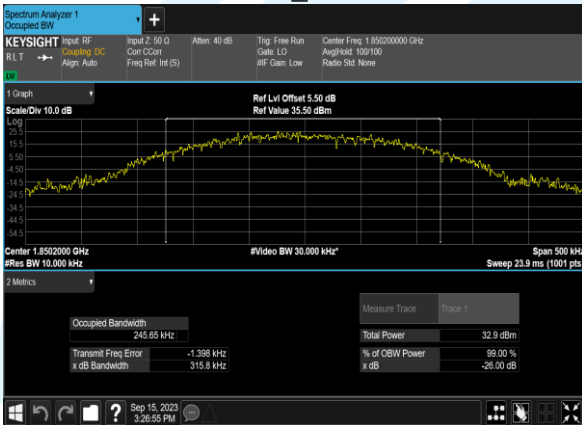 Spectrum Analyzer 1
Occupied BW
KEYSIGHT Input: RF Input Z: 50 Ω Atten: 40 dB Trig: Free Run Center Freq: 1.850200000 GHz
R L T Coupling: DC Corr CCorr Gate: LO Avg|Hold: 100/100
Align: Auto Freq Ref: Int (S) #IF Gain: Low Radio Std: None
1 Graph
Ref Lvl Offset 5.50 dB
Scale/Div 10.0 dB Ref Value 35.50 dBm
Log
25.5
15.5
5.50
-4.50
-14.5
-24.5
-34.5
-44.5
-54.5
Center 1.8502000 GHz #Video BW 30.000 kHz* Span 500 kHz
#Res BW 10.000 kHz Sweep 23.9 ms (1001 pts
2 Metrics
Measure Trace Trace 1
Occupied Bandwidth
245.65 kHz Total Power 32.9 dBm
Transmit Freq Error -1.398 kHz % of OBW Power 99.00 %
x dB Bandwidth 315.8 kHz x dB -26.00 dB
? Sep 15, 2023
3:26:55 PM